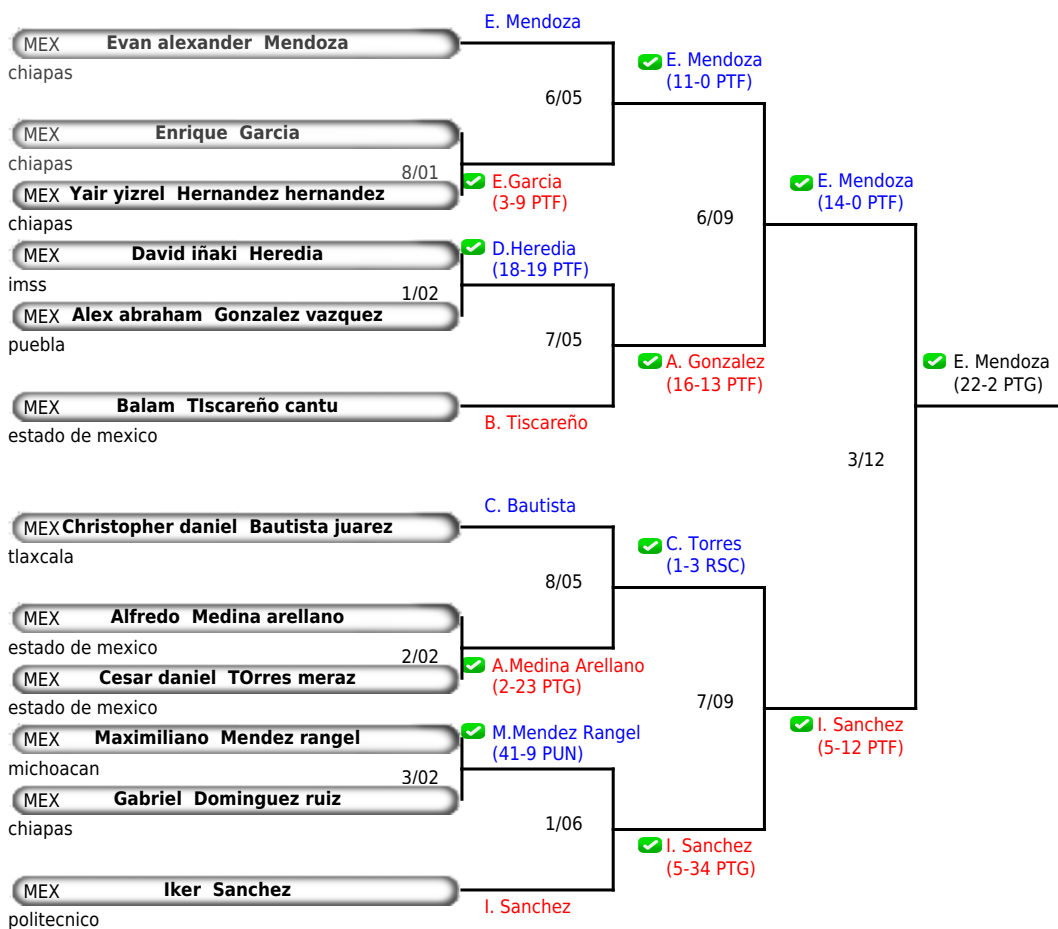 E. Mendoza
MEX Evan alexander Mendoza
chiapas
E. Mendoza
(11-0 PTF)
6/05
MEX Enrique Garcia
chiapas
8/01
MEX Yair yizrel Hernandez hernandez
chiapas
E.Garcia
(3-9 PTF)
E. Mendoza
(14-0 PTF)
6/09
MEX David iñaki Heredia
imss
D.Heredia
(18-19 PTF)
1/02
MEX Alex abraham Gonzalez vazquez
puebla
7/05
A. Gonzalez
(16-13 PTF)
E. Mendoza
(22-2 PTG)
MEX Balam TIscareño cantu
estado de mexico
B. Tiscareño
3/12
C. Bautista
MEX Christopher daniel Bautista juarez
tlaxcala
C. Torres
(1-3 RSC)
8/05
MEX Alfredo Medina arellano
estado de mexico
2/02
MEX Cesar daniel TOrres meraz
estado de mexico
A.Medina Arellano
(2-23 PTG)
7/09
MEX Maximiliano Mendez rangel
michoacan
M.Mendez Rangel
(41-9 PUN)
I. Sanchez
(5-12 PTF)
3/02
MEX Gabriel Dominguez ruiz
chiapas
1/06
I. Sanchez
(5-34 PTG)
MEX Iker Sanchez
politecnico
I. Sanchez